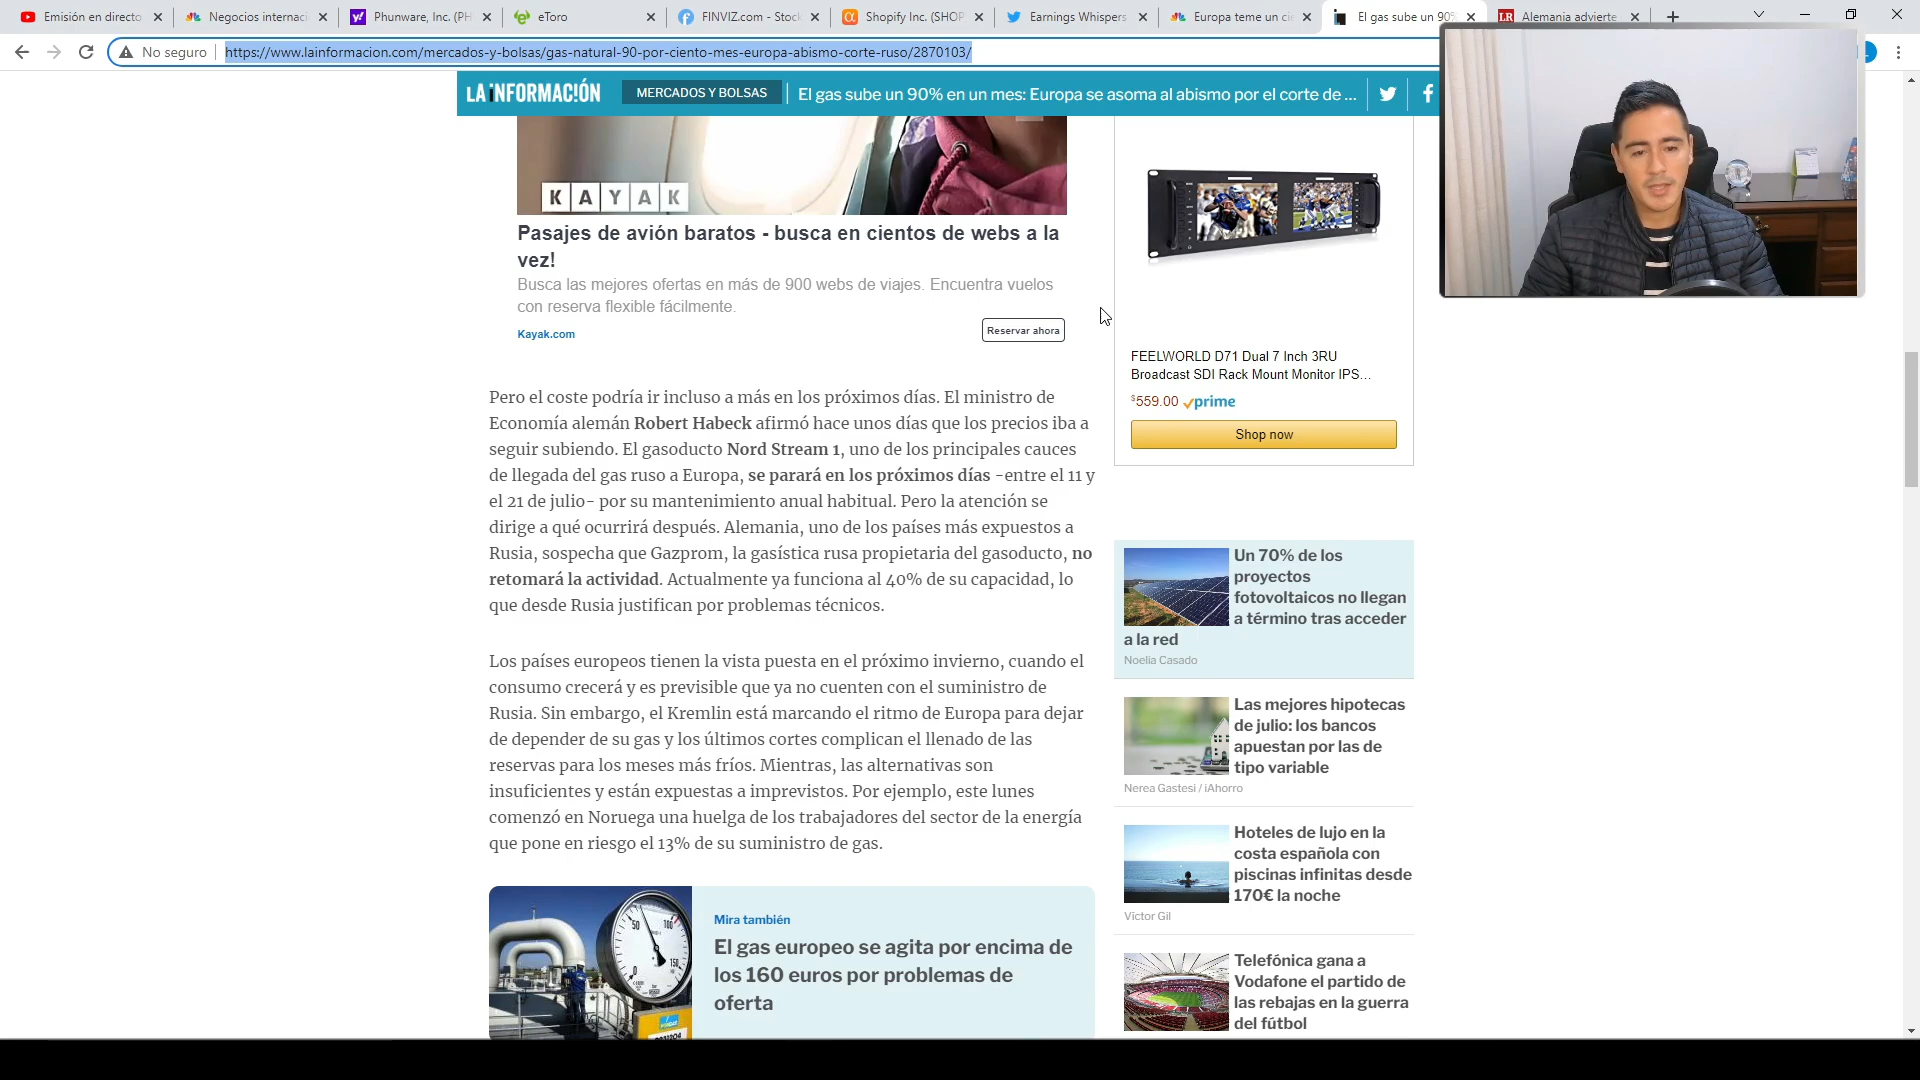 Emisión en directo
Negocios internaci
Phunware, Inc. (PH
eToro
FINVIZ.com - Stock
Shopify Inc. (SHOP
Earnings Whispers
Europa teme un ci
El gas sube un 90%
LR Alemania advierte
No seguro
https://www.lainformacion.com/mercados-y-bolsas/gas-natural-90-por-ciento-mes-europa-abismo-corte-ruso/2870103/
LA INFORMACIÓN
MERCADOS Y BOLSAS
El gas sube un 90% en un mes: Europa se asoma al abismo por el corte de ...
KAYAK
Pasajes de avión baratos - busca en cientos de webs a la
vez!
Busca las mejores ofertas en más de 900 webs de viajes. Encuentra vuelos
con reserva flexible fácilmente.
Kayak.com
Reservar ahora
Pero el coste podría ir incluso a más en los próximos días. El ministro de
Economía alemán Robert Habeck afirmó hace unos días que los precios iba a
seguir subiendo. El gasoducto Nord Stream 1, uno de los principales cauces
de llegada del gas ruso a Europa, se parará en los próximos días -entre el 11 y
el 21 de julio- por su mantenimiento anual habitual. Pero la atención se
dirige a qué ocurrirá después. Alemania, uno de los países más expuestos a
Rusia, sospecha que Gazprom, la gasística rusa propietaria del gasoducto, no
retomará la actividad. Actualmente ya funciona al 40% de su capacidad, lo
que desde Rusia justifican por problemas técnicos.
Los países europeos tienen la vista puesta en el próximo invierno, cuando el
consumo crecerá y es previsible que ya no cuenten con el suministro de
Rusia. Sin embargo, el Kremlin está marcando el ritmo de Europa para dejar
de depender de su gas y los últimos cortes complican el llenado de las
reservas para los meses más fríos. Mientras, las alternativas son
insuficientes y están expuestas a imprevistos. Por ejemplo, este lunes
comenzó en Noruega una huelga de los trabajadores del sector de la energía
que pone en riesgo el 13% de su suministro de gas.
50
100
150
0
Mira también
El gas europeo se agita por encima de
los 160 euros por problemas de
oferta
FEELWORLD D71 Dual 7 Inch 3RU
Broadcast SDI Rack Mount Monitor IPS...
$559.00 prime
Shop now
Un 70% de los
proyectos
fotovoltaicos no llegan
a término tras acceder
a la red
Noelia Casado
Las mejores hipotecas
de julio: los bancos
apuestan por las de
tipo variable
Nerea Gastesi / iAhorro
Hoteles de lujo en la
costa española con
piscinas infinitas desde
170€ la noche
Víctor Gil
Telefónica gana a
Vodafone el partido de
las rebajas en la guerra
del fútbol